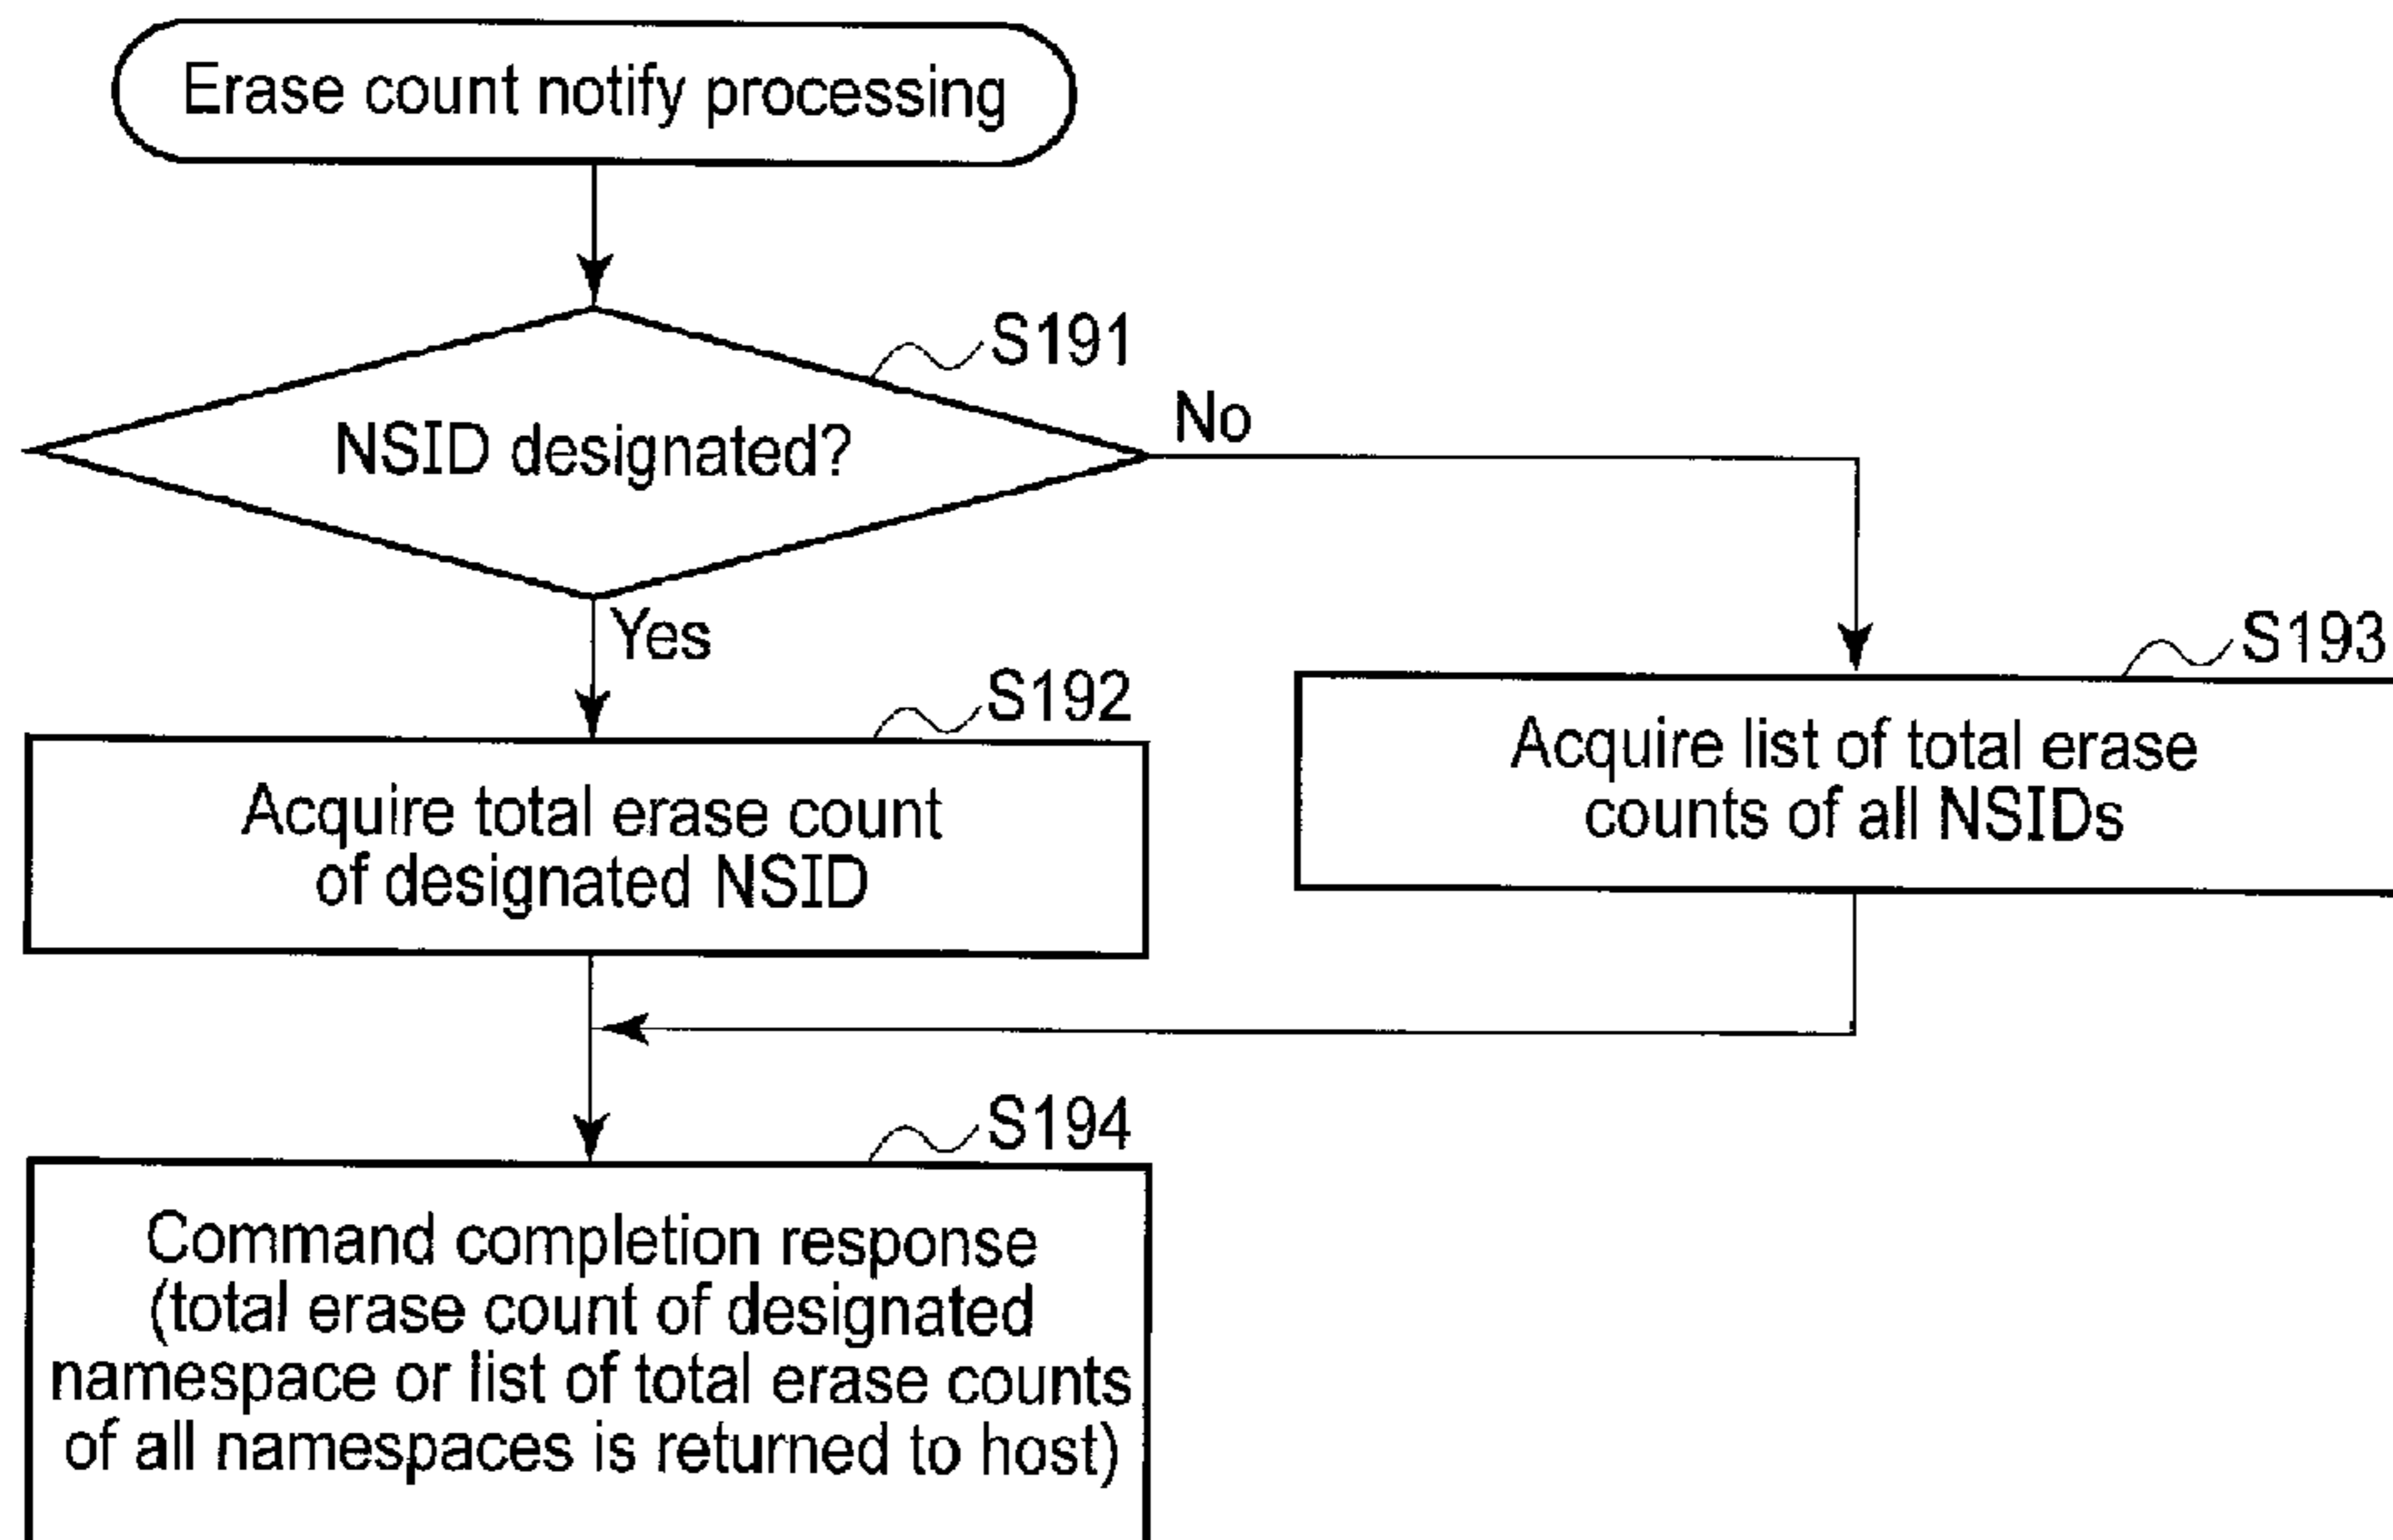 Erase count notify processing
S191
NSID designated?
No
Yes
S192
S193
Acquire total erase count
of designated NSID
Acquire list of total erase
counts of all NSIDs
S194
Command completion response
(total erase count of designated
namespace or list of total erase counts
of all namespaces is returned to host)